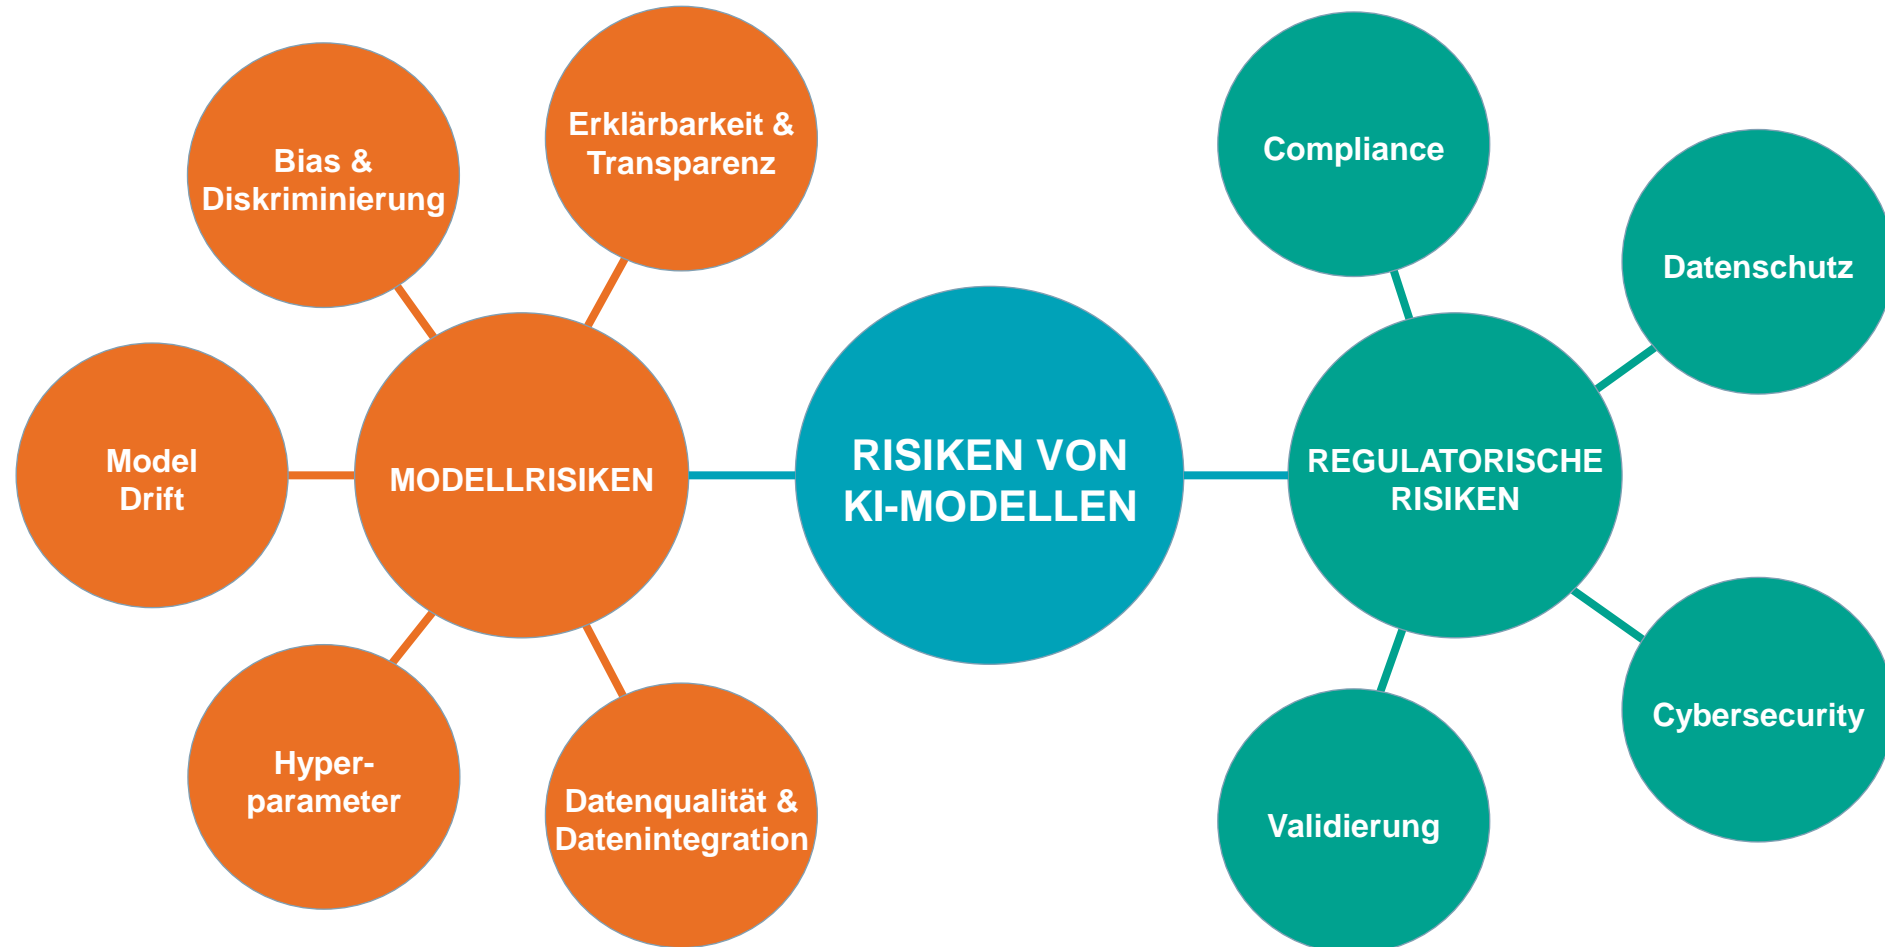 Erklärbarkeit &
Transparenz
Bias &
Diskriminierung
Model
Drift
MODELLRISIKEN
Hyper-
parameter
Datenqualität &
Datenintegration
RISIKEN VON
KI-MODELLEN
Compliance
Datenschutz
REGULATORISCHE
RISIKEN
Cybersecurity
Validierung